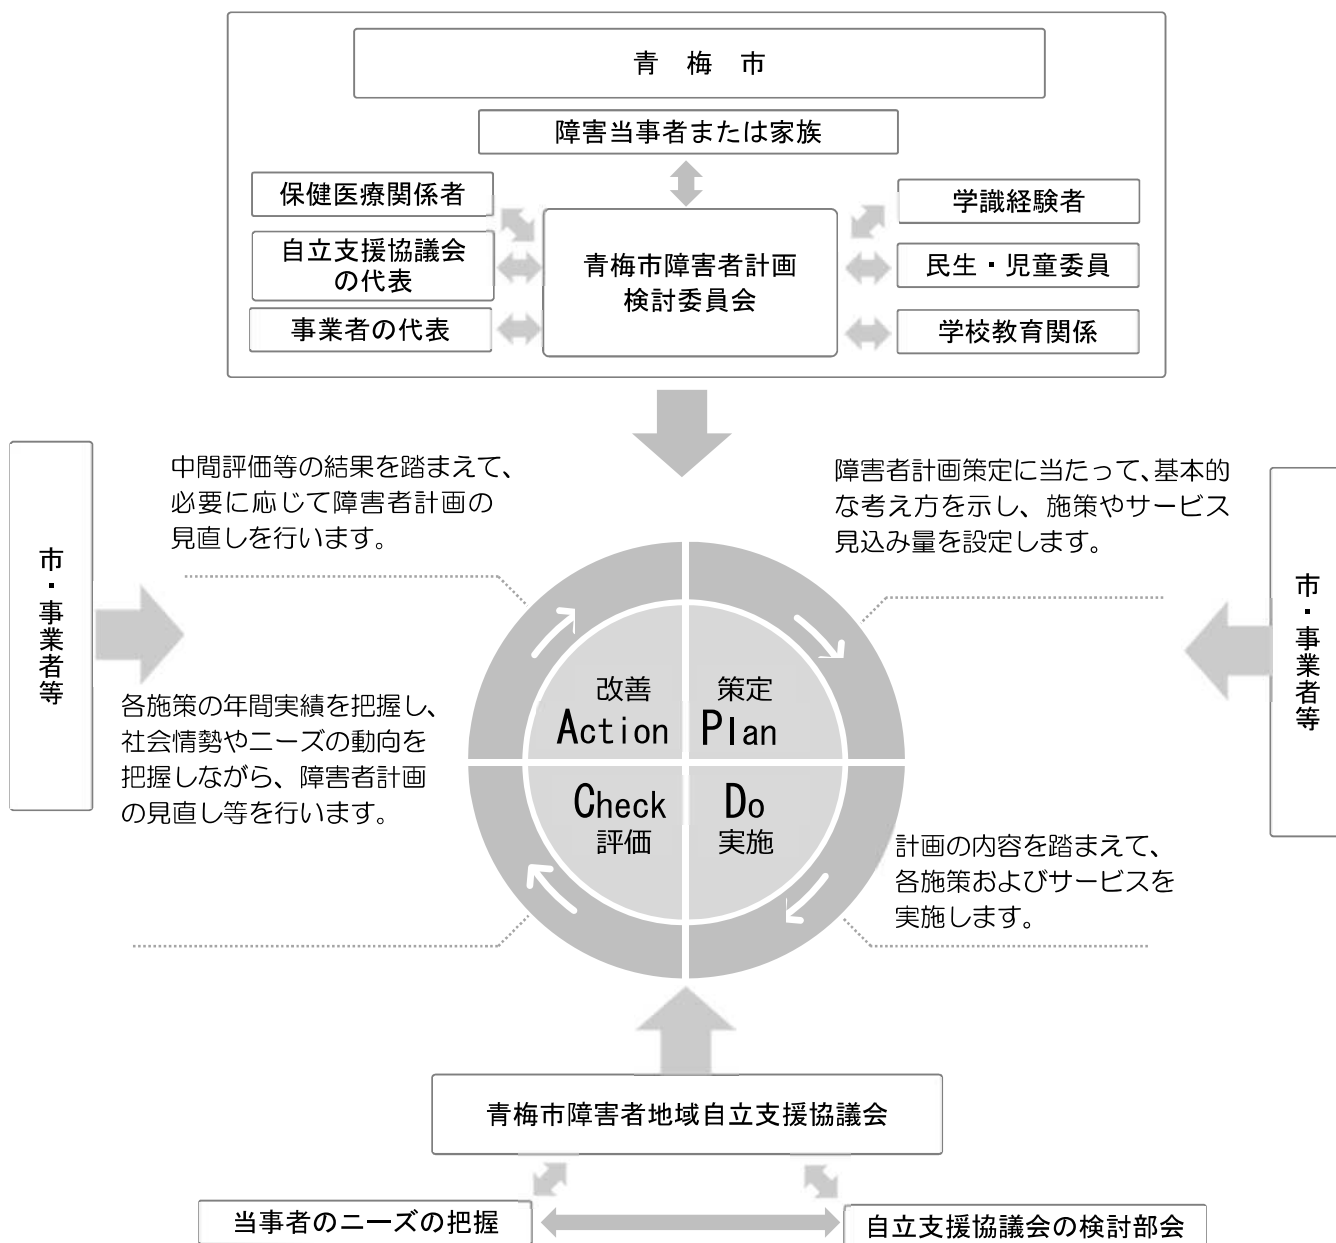 青 梅 市
障害当事者または家族
保健医療関係者
自立支援協議会
の代表
事業者の代表
青梅市障害者計画
検討委員会
学識経験者
民生・児童委員
学校教育関係
市・事業者等
中間評価等の結果を踏まえて、
必要に応じて障害者計画の
見直しを行います。
障害者計画策定に当たって、基本的
な考え方を示し、施策やサービス
見込み量を設定します。
市・事業者等
各施策の年間実績を把握し、
社会情勢やニーズの動向を
把握しながら、障害者計画
の見直し等を行います。
改善
Action
策定
Plan
Check
評価
Do
実施
計画の内容を踏まえて、
各施策およびサービスを
実施します。
青梅市障害者地域自立支援協議会
当事者のニーズの把握
自立支援協議会の検討部会